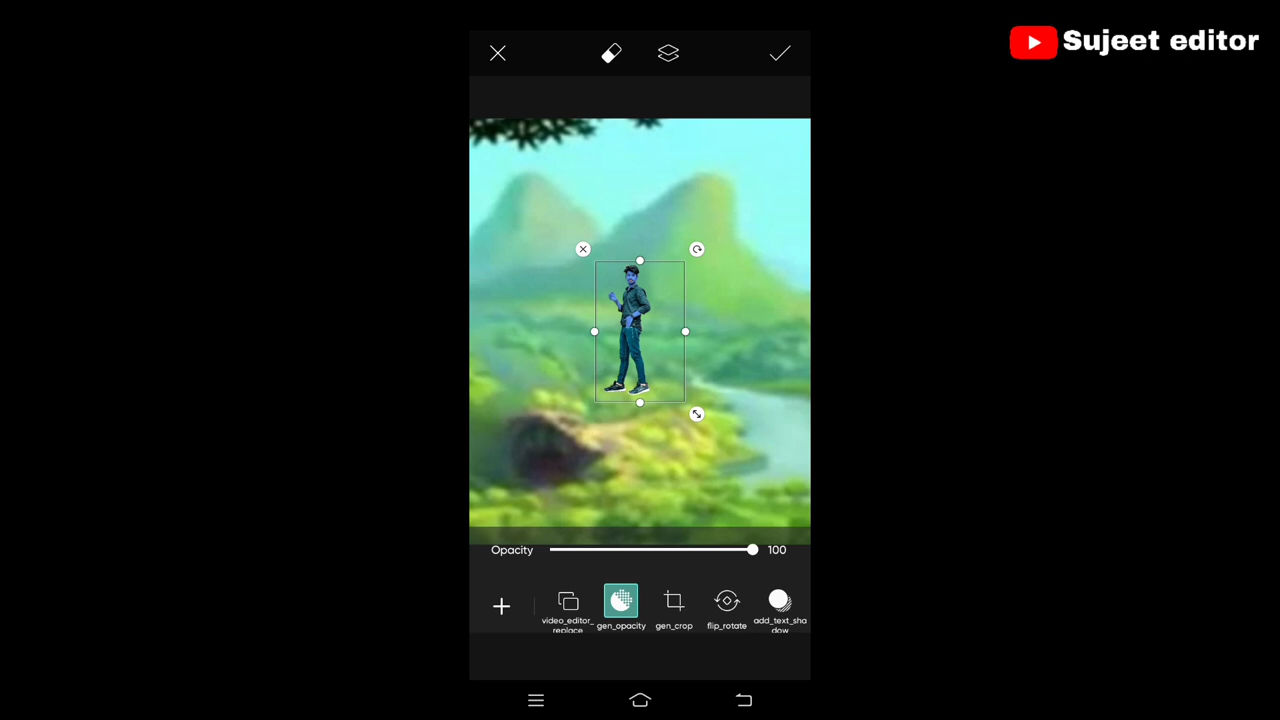 Sujeet editor
Opacity 100
video_editor_
replace
gen_opacity
gen_crop
flip_rotate
add_text_sha
dow